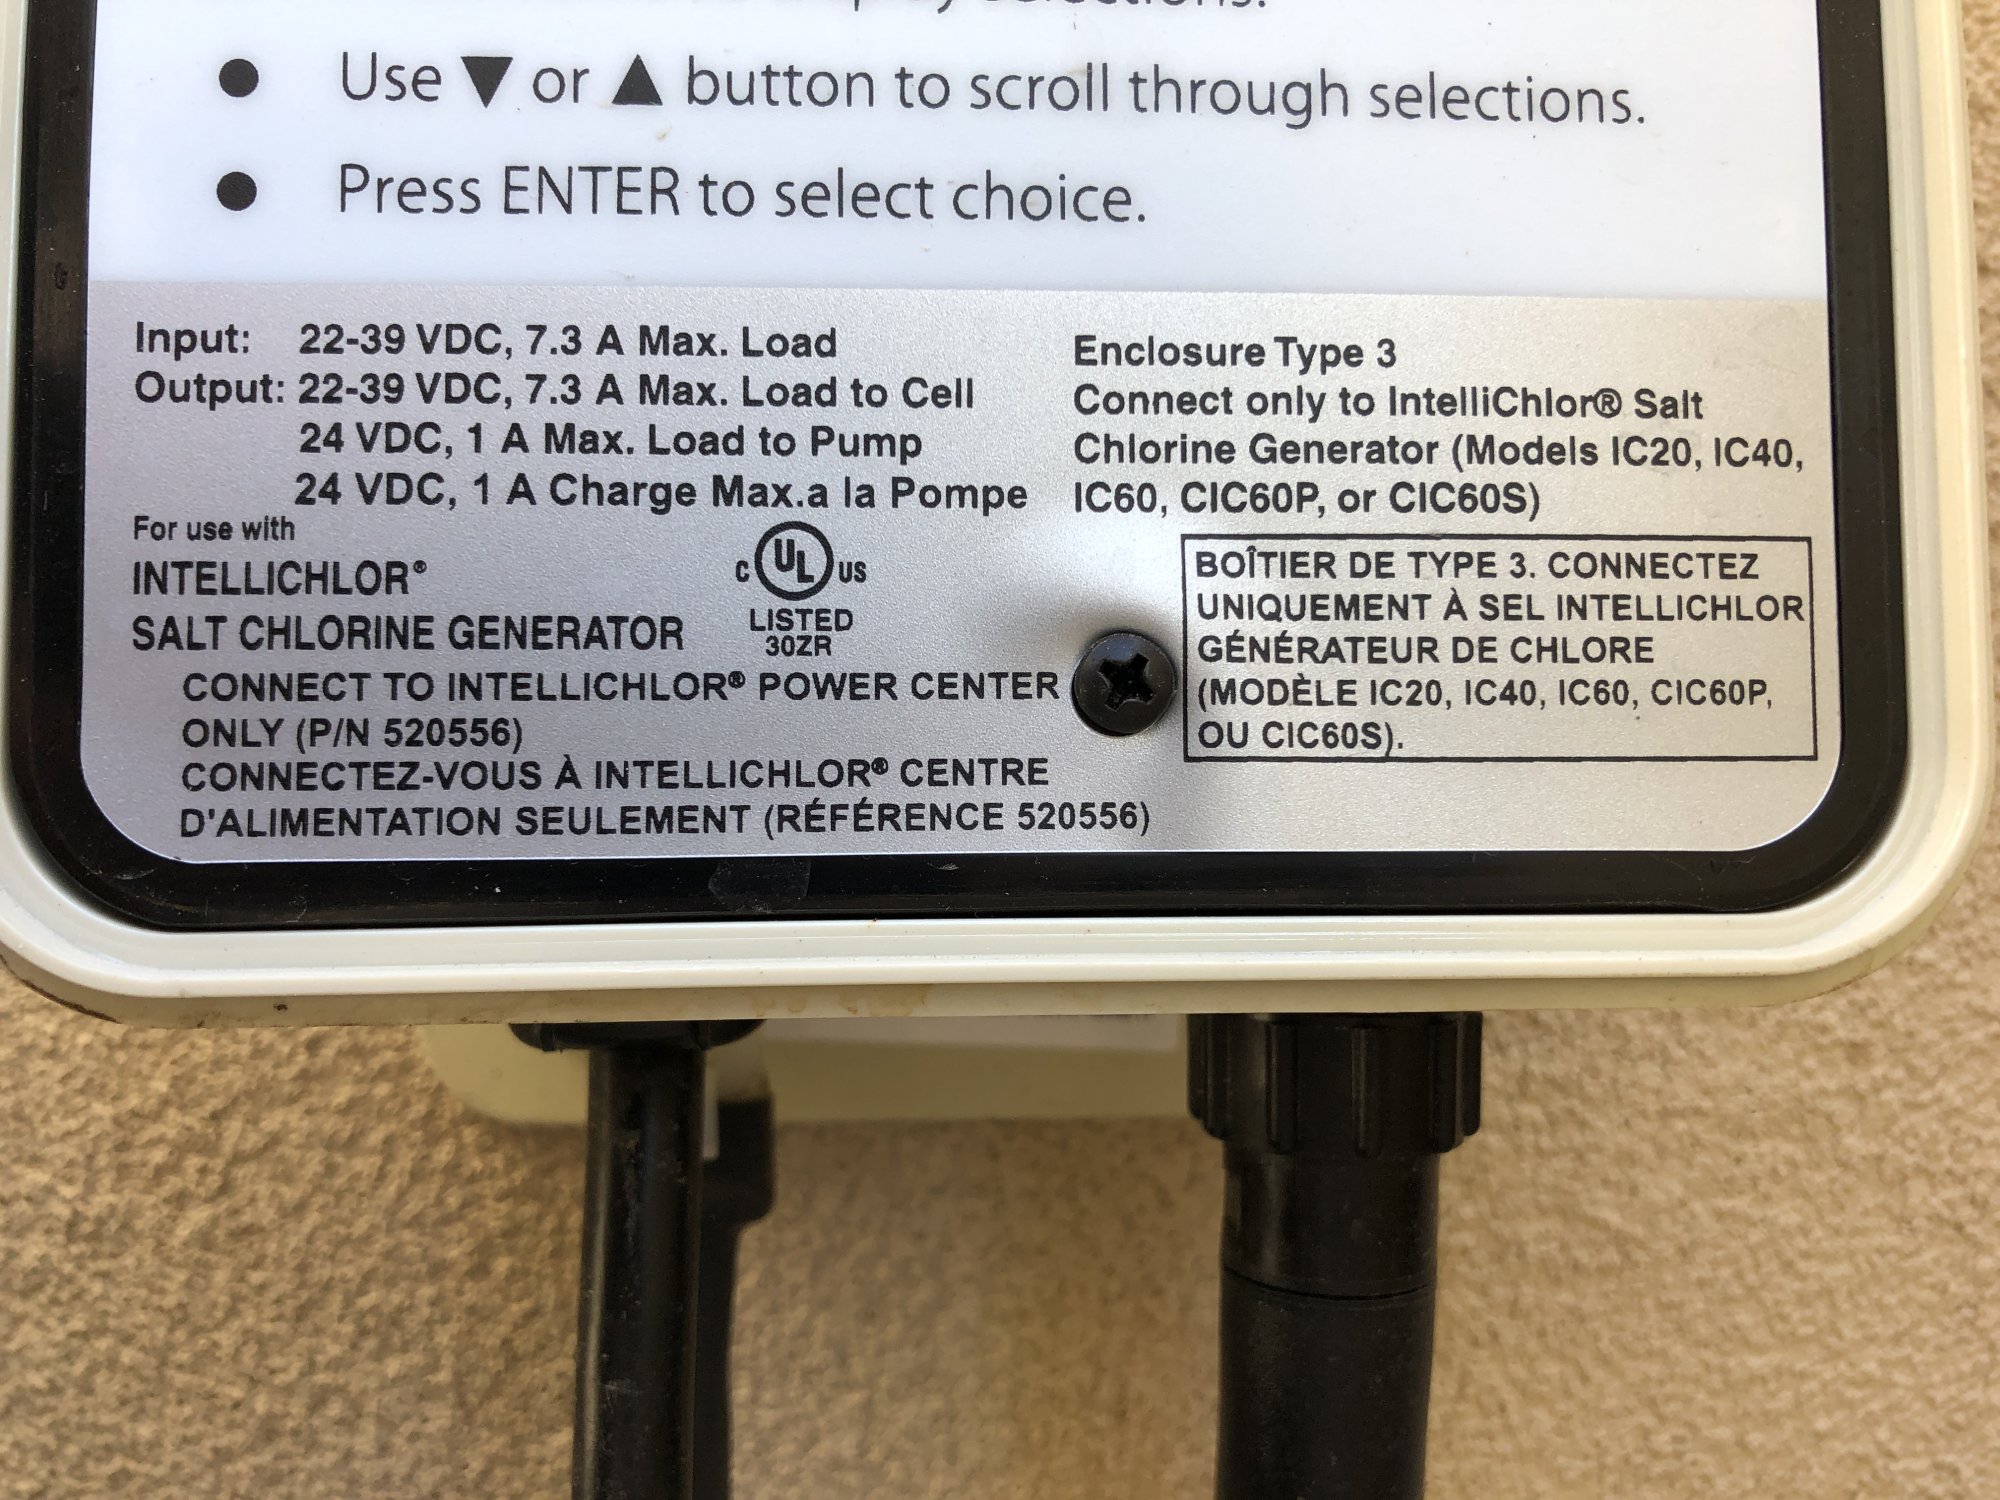 selections.
● Use ▼ or ▲ button to scroll through selections.
● Press ENTER to select choice.
Input: 22-39 VDC, 7.3 A Max. Load
Output: 22-39 VDC, 7.3 A Max. Load to Cell
24 VDC, 1 A Max. Load to Pump
24 VDC, 1 A Charge Max.a la Pompe
For use with
INTELLICHLOR®
SALT CHLORINE GENERATOR
C UL US
LISTED
30ZR
CONNECT TO INTELLICHLOR® POWER CENTER
ONLY (P/N 520556)
CONNECTEZ-VOUS À INTELLICHLOR® CENTRE
D'ALIMENTATION SEULEMENT (RÉFÉRENCE 520556)
Enclosure Type 3
Connect only to IntelliChlor® Salt
Chlorine Generator (Models IC20, IC40,
IC60, CIC60P, or CIC60S)
BOÎTIER DE TYPE 3. CONNECTEZ
UNIQUEMENT À SEL INTELLICHLOR
GÉNÉRATEUR DE CHLORE
(MODÈLE IC20, IC40, IC60, CIC60P,
OU CIC60S).